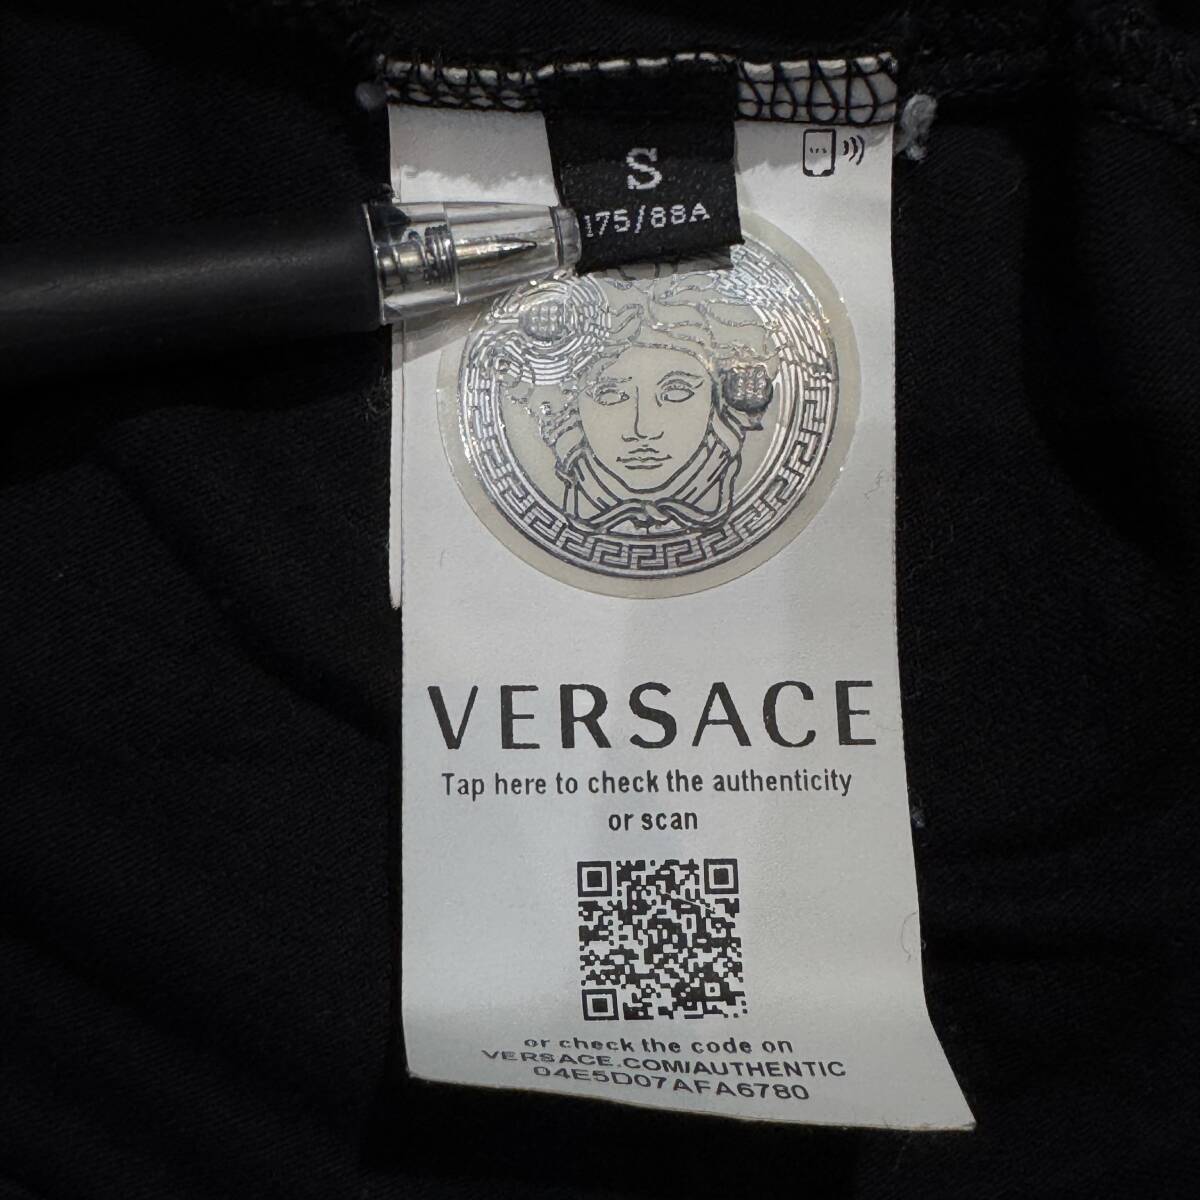 S
175/88A
VERSACE
Tap here to check the authenticity
or scan
or check the code on
VERSACE.COM/AUTHENTIC
04E5D07AFA6780